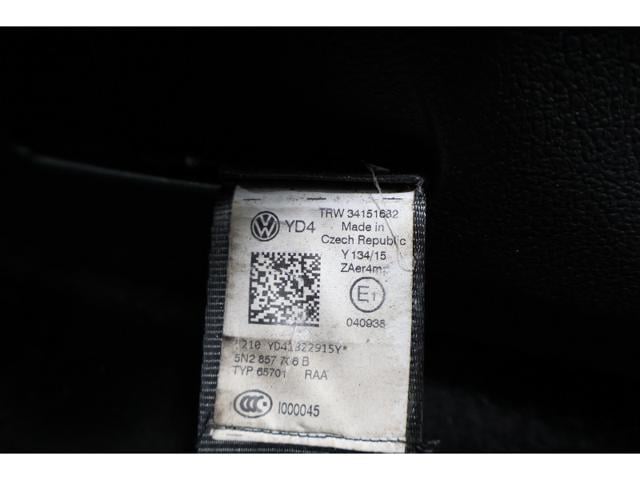 TRW 34151632
YD4
Made in
Czech Republic
Y 134/15
ZAer4m
E1
040938
YD41322915Y*
5N2 857 706 B
TYP 65701 RAA
CCC
I000045